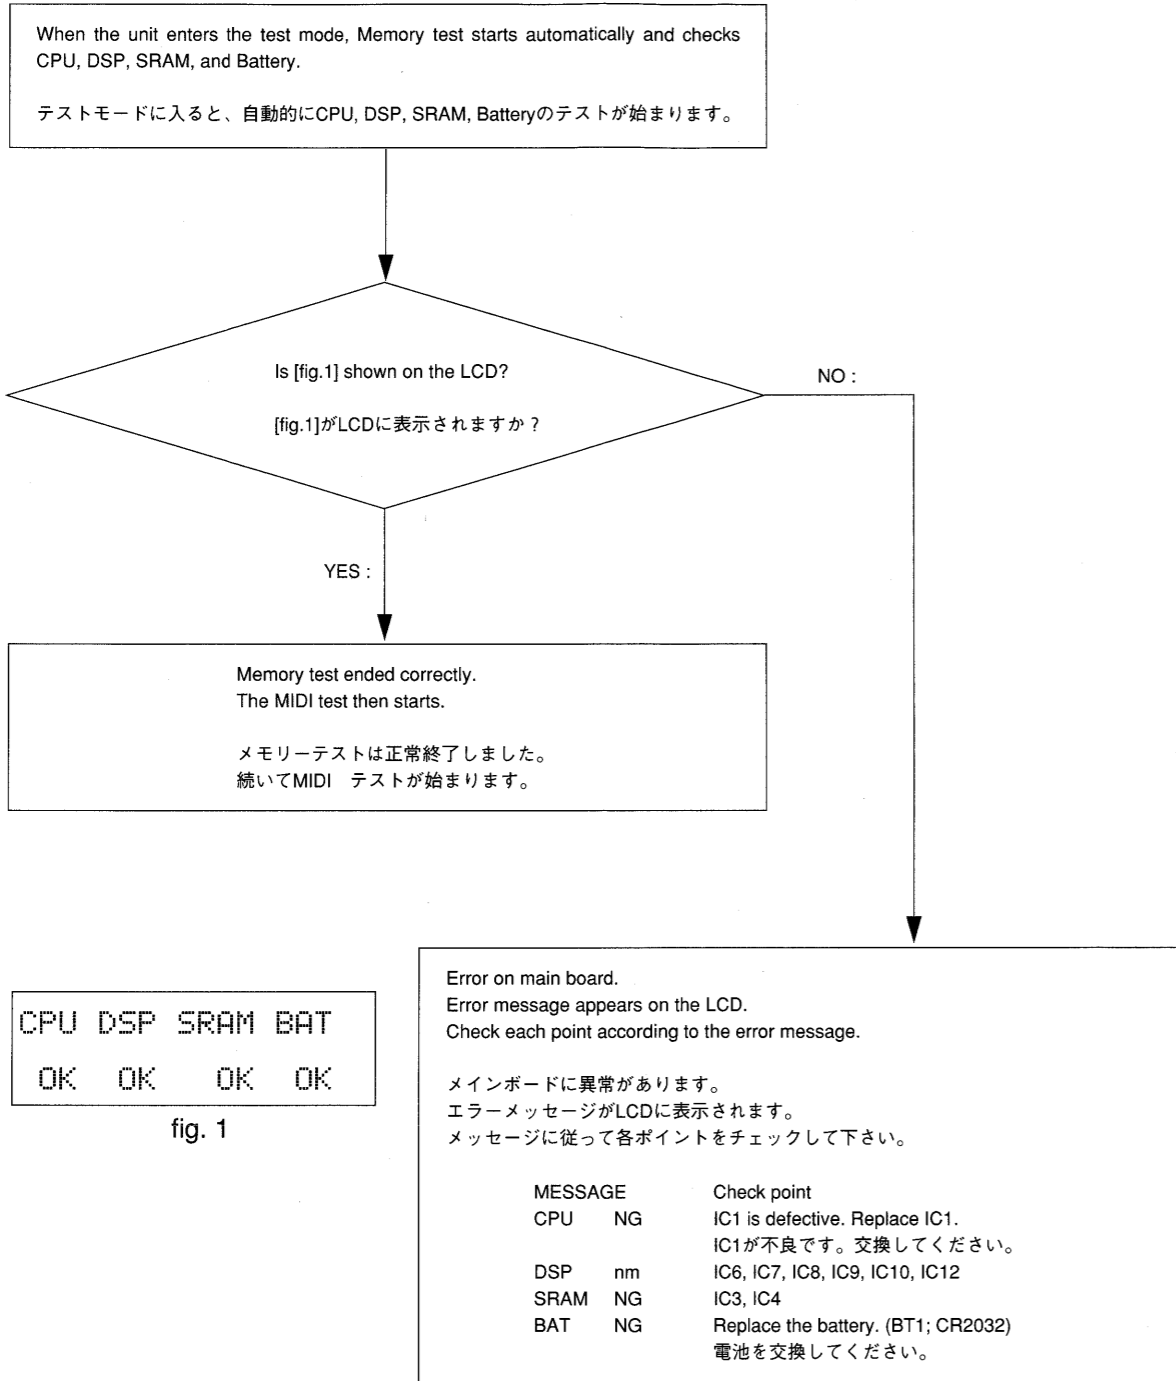 When the unit enters the test mode, Memory test starts automatically and checks
CPU, DSP, SRAM, and Battery.
テストモードに入ると、自動的にCPU, DSP, SRAM, Batteryのテストが始まります。
Is [fig.1] shown on the LCD?
[fig.1]がLCDに表示されますか？
NO :
YES :
Memory test ended correctly.
The MIDI test then starts.
メモリーテストは正常終了しました。
続いてMIDI　テストが始まります。
CPU DSP SRAM BAT
OK OK OK OK
fig. 1
Error on main board.
Error message appears on the LCD.
Check each point according to the error message.
メインボードに異常があります。
エラーメッセージがLCDに表示されます。
メッセージに従って各ポイントをチェックして下さい。
MESSAGE Check point
CPU NG IC1 is defective. Replace IC1.
IC1が不良です。交換してください。
DSP nm IC6, IC7, IC8, IC9, IC10, IC12
SRAM NG IC3, IC4
BAT NG Replace the battery. (BT1; CR2032)
電池を交換してください。